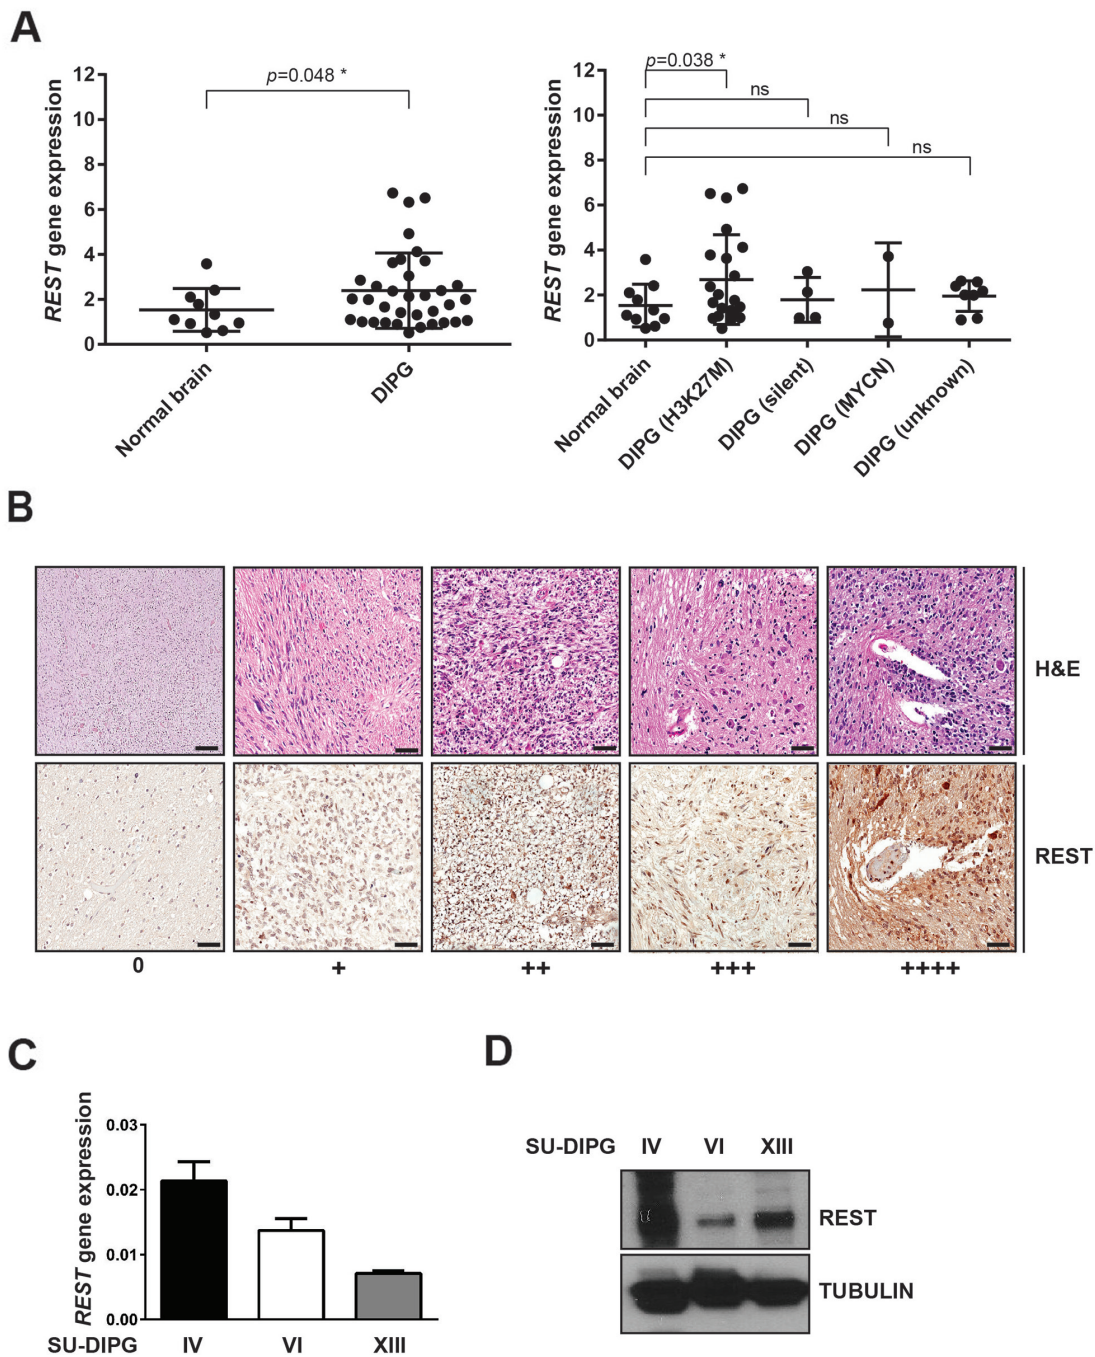 A
REST gene expression
12
10
8
6
4
2
0
p=0.048 *
Normal brain
DIPG
REST gene expression
12
10
8
6
4
2
0
p=0.038 *
ns
ns
ns
Normal brain
DIPG (H3K27M)
DIPG (silent)
DIPG (MYCN)
DIPG (unknown)
B
H&E
REST
0 + ++ +++ ++++
C
REST gene expression
0.03
0.02
0.01
0.00
SU-DIPG IV VI XIII
D
SU-DIPG IV VI XIII
REST
TUBULIN